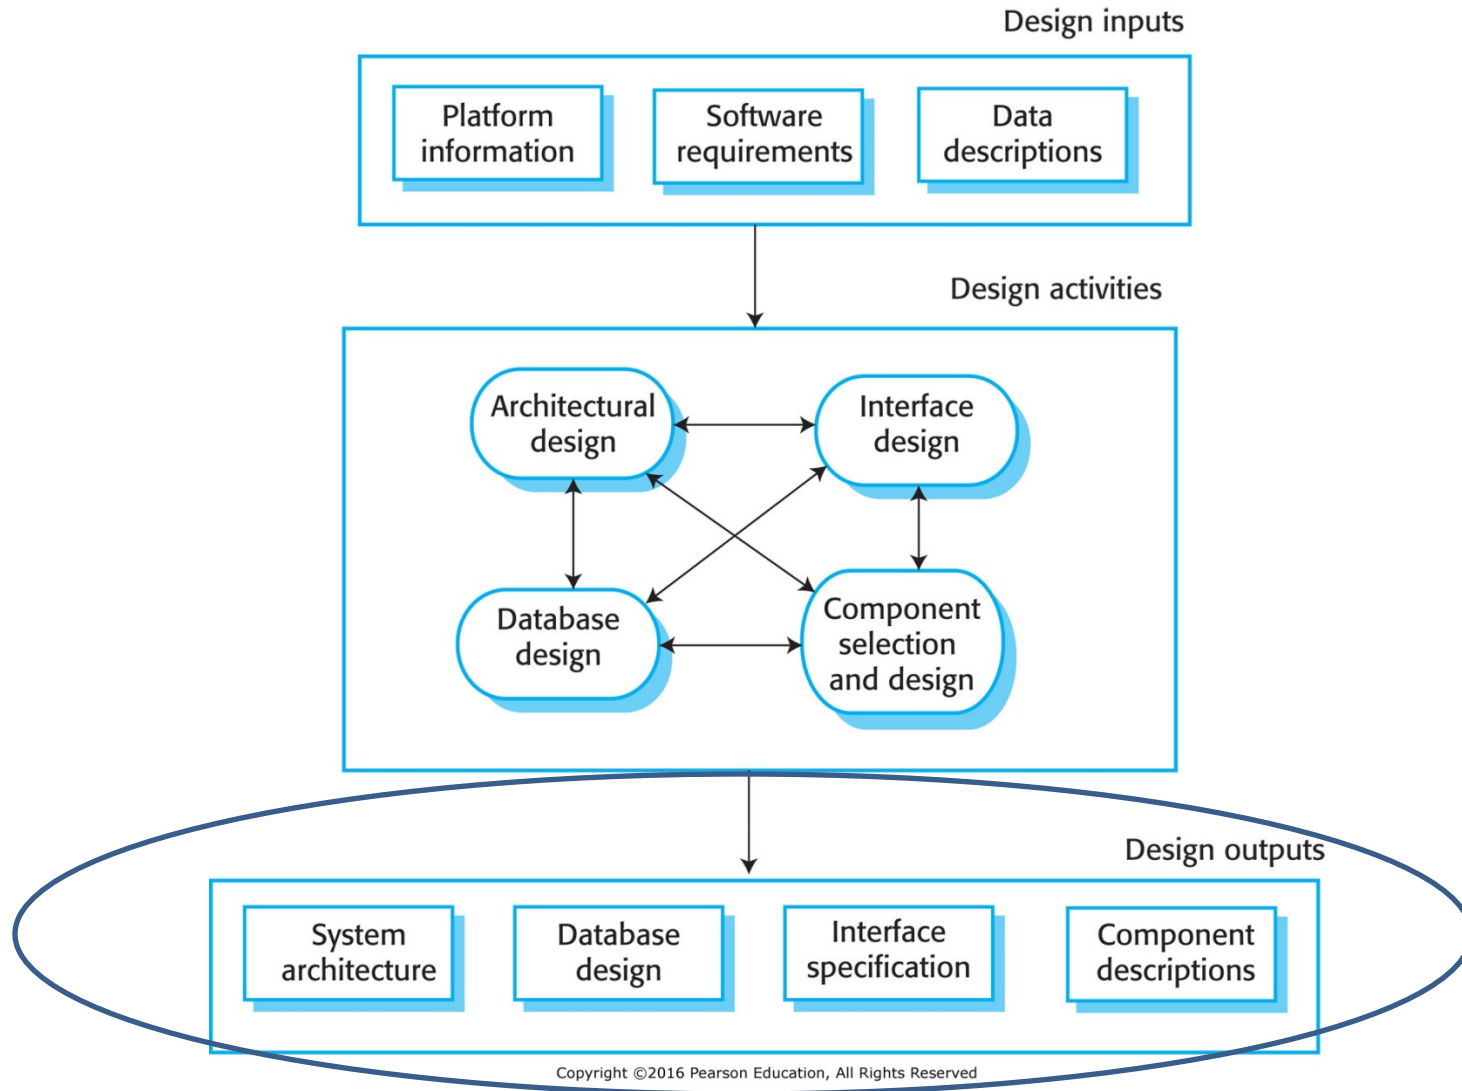 Design inputs
Platform
information
Software
requirements
Data
descriptions
Design activities
Architectural
design
Interface
design
Database
design
Component
selection
and design
Design outputs
System
architecture
Database
design
Interface
specification
Component
descriptions
Copyright ©2016 Pearson Education, All Rights Reserved